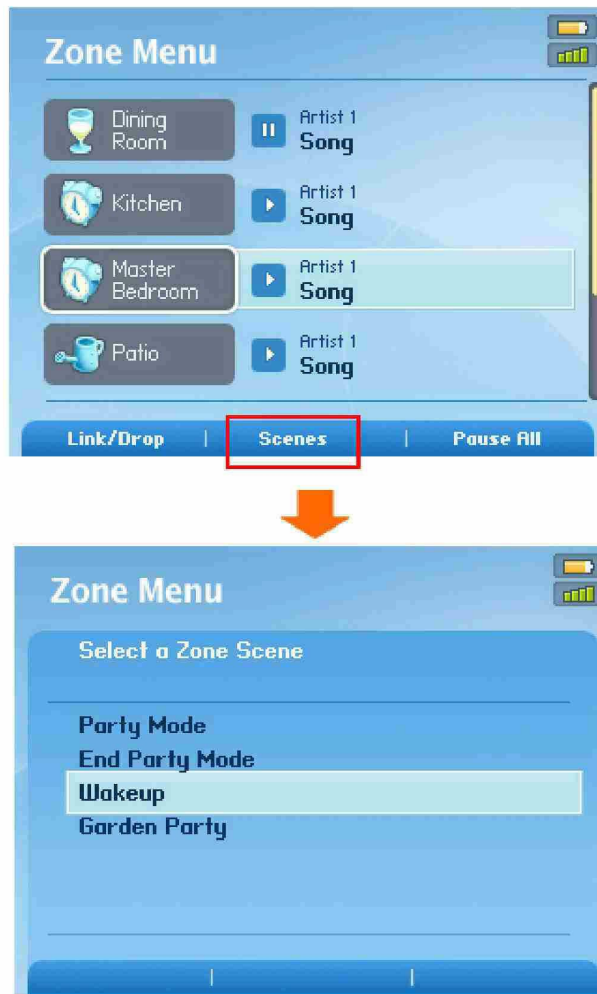 Zone Menu
Dining
Room
Artist 1
Song
Kitchen
Artist 1
Song
Master
Bedroom
Artist 1
Song
Patio
Artist 1
Song
Link/Drop | Scenes | Pause All
Zone Menu
Select a Zone Scene
Party Mode
End Party Mode
Wakeup
Garden Party